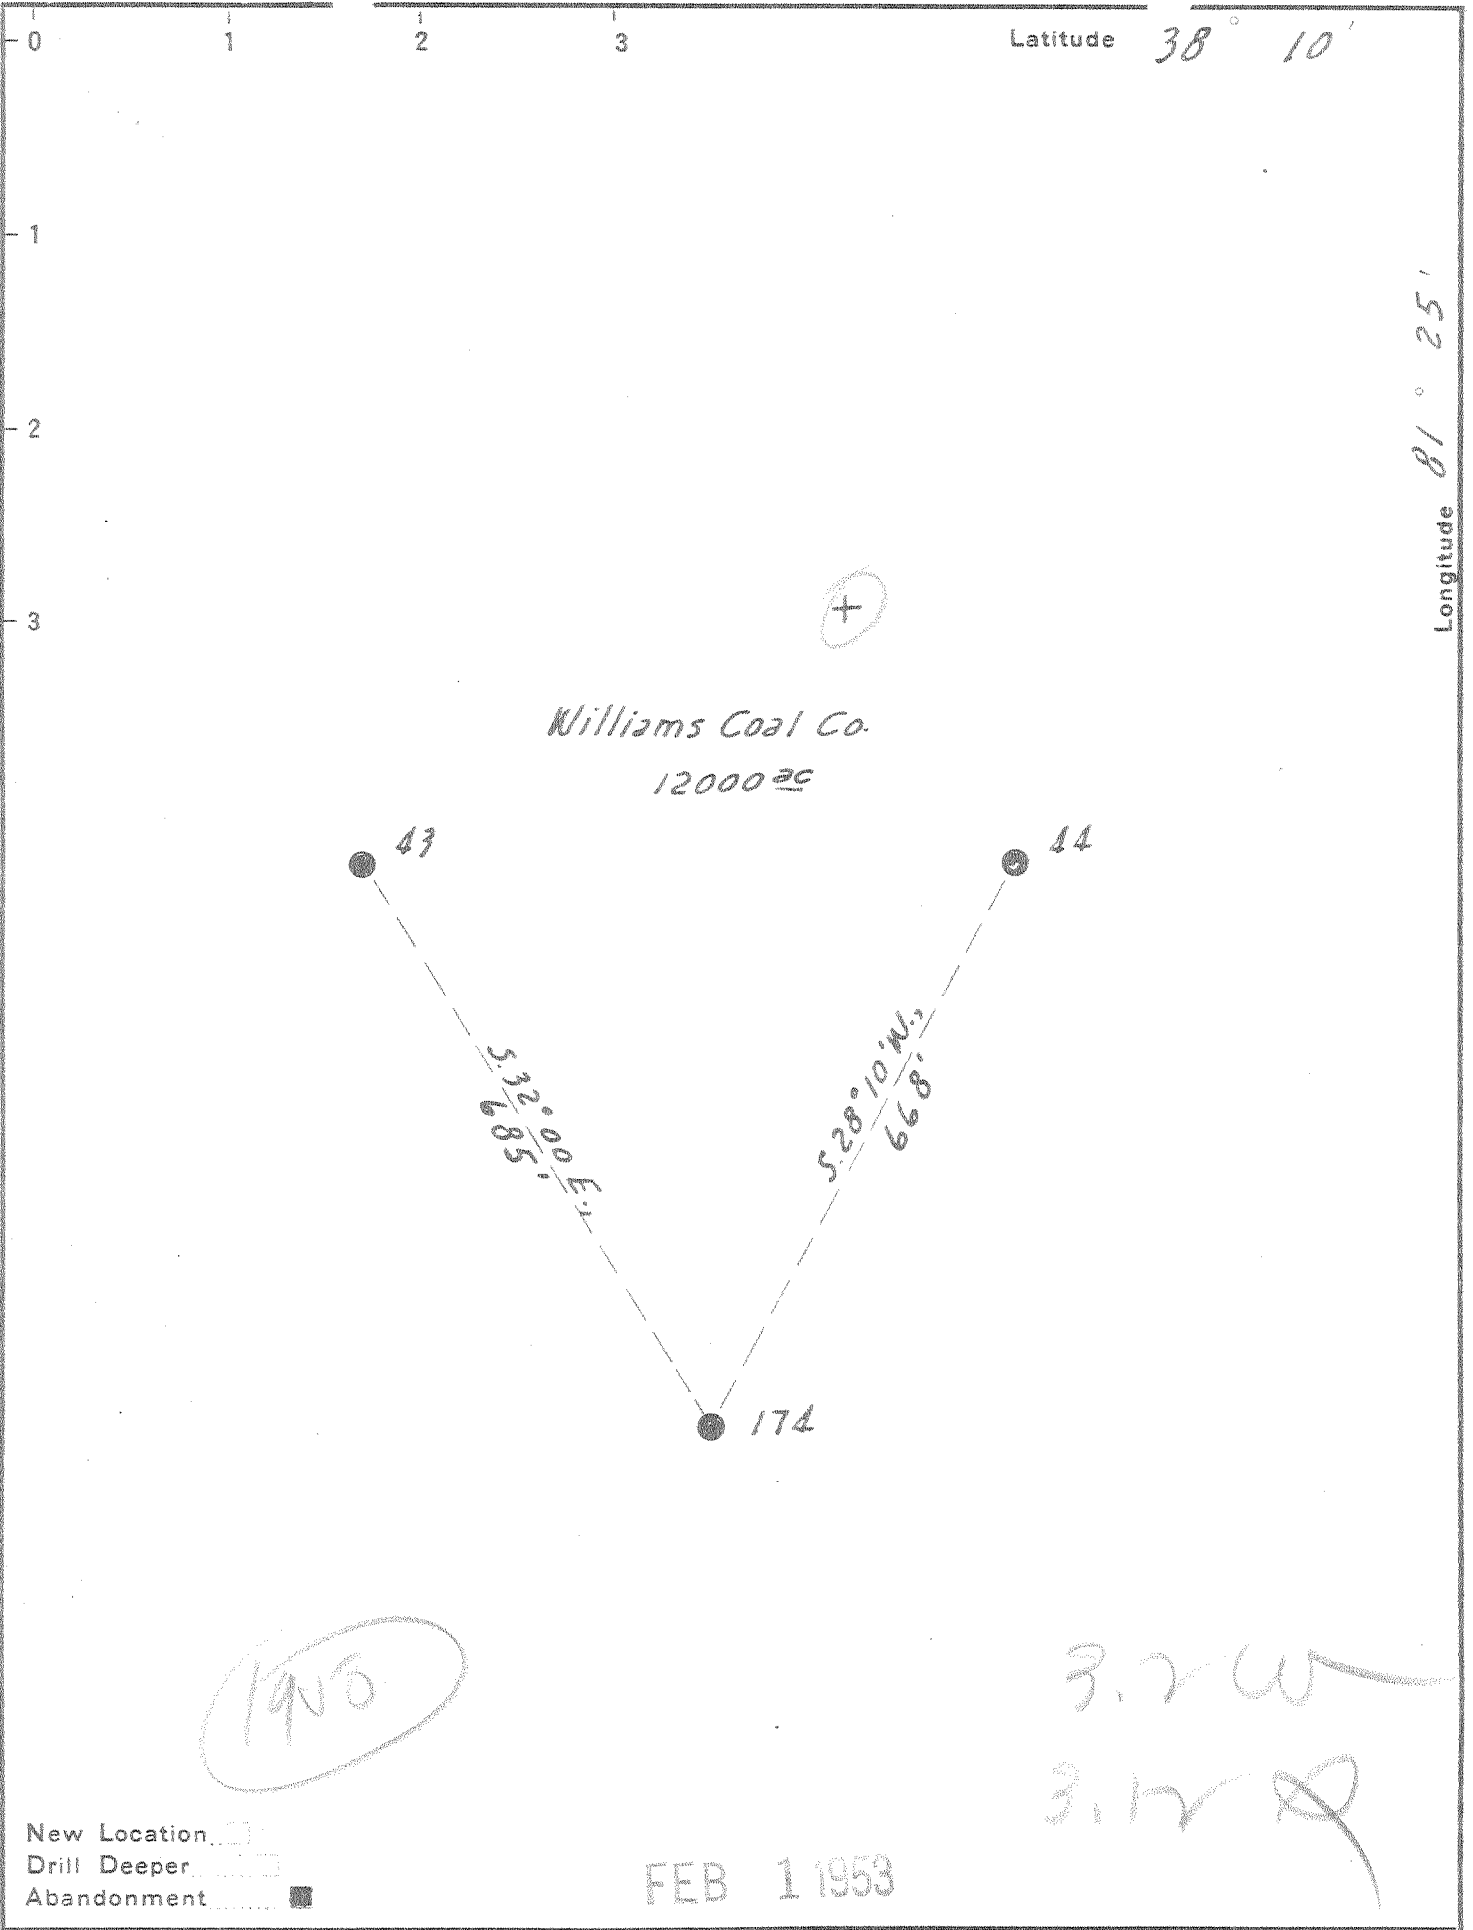 0 1 2 3 Latitude 38° 10'
1
2
3
Longitude 81° 25'
+
Williams Coal Co.
12000 ac
43
44
S.32°00 E.,
685'
S.28°10'W.,
668'
174
New Location
Drill Deeper
Abandonment
FEB 1 1953